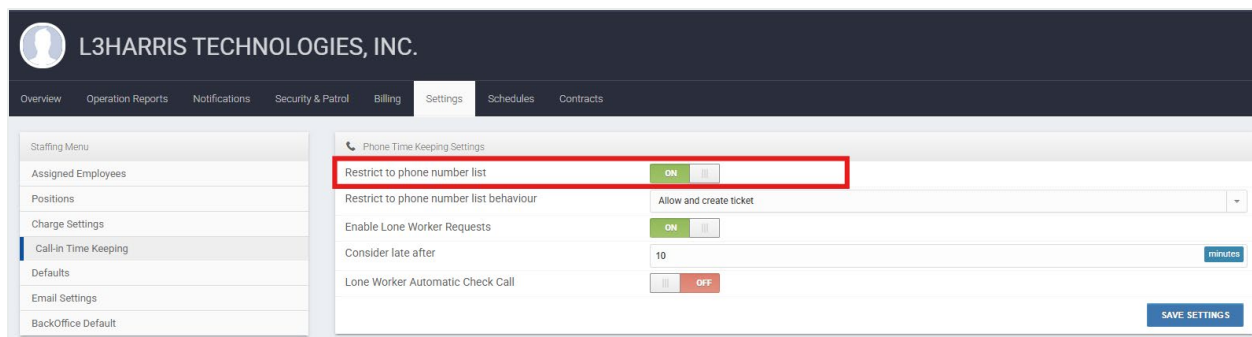 L3HARRIS TECHNOLOGIES, INC.
Overview Operation Reports Notifications Security & Patrol Billing Settings Schedules Contracts
Staffing Menu
Assigned Employees
Positions
Charge Settings
Call-in Time Keeping
Defaults
Email Settings
BackOffice Default
Phone Time Keeping Settings
Restrict to phone number list ON
Restrict to phone number list behaviour Allow and create ticket
Enable Lone Worker Requests ON
Consider late after 10 minutes
Lone Worker Automatic Check Call OFF
SAVE SETTINGS